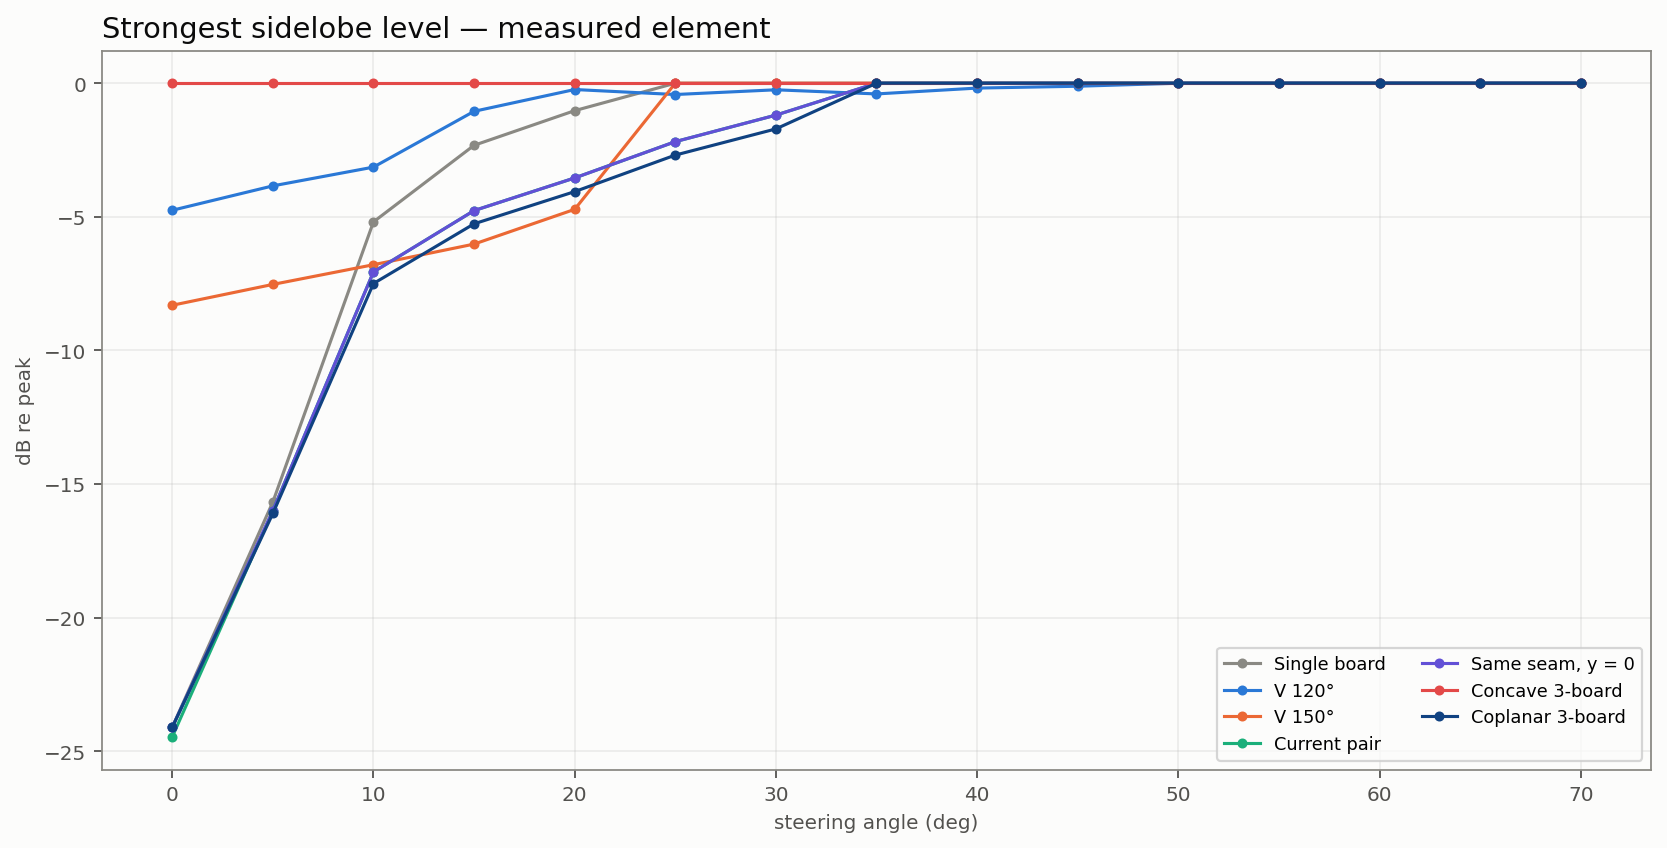 Strongest sidelobe level — measured element
0
−5
−10
−15
−20
−25
dB re peak
0 10 20 30 40 50 60 70
steering angle (deg)
Single board
V 120°
V 150°
Current pair
Same seam, y = 0
Concave 3-board
Coplanar 3-board